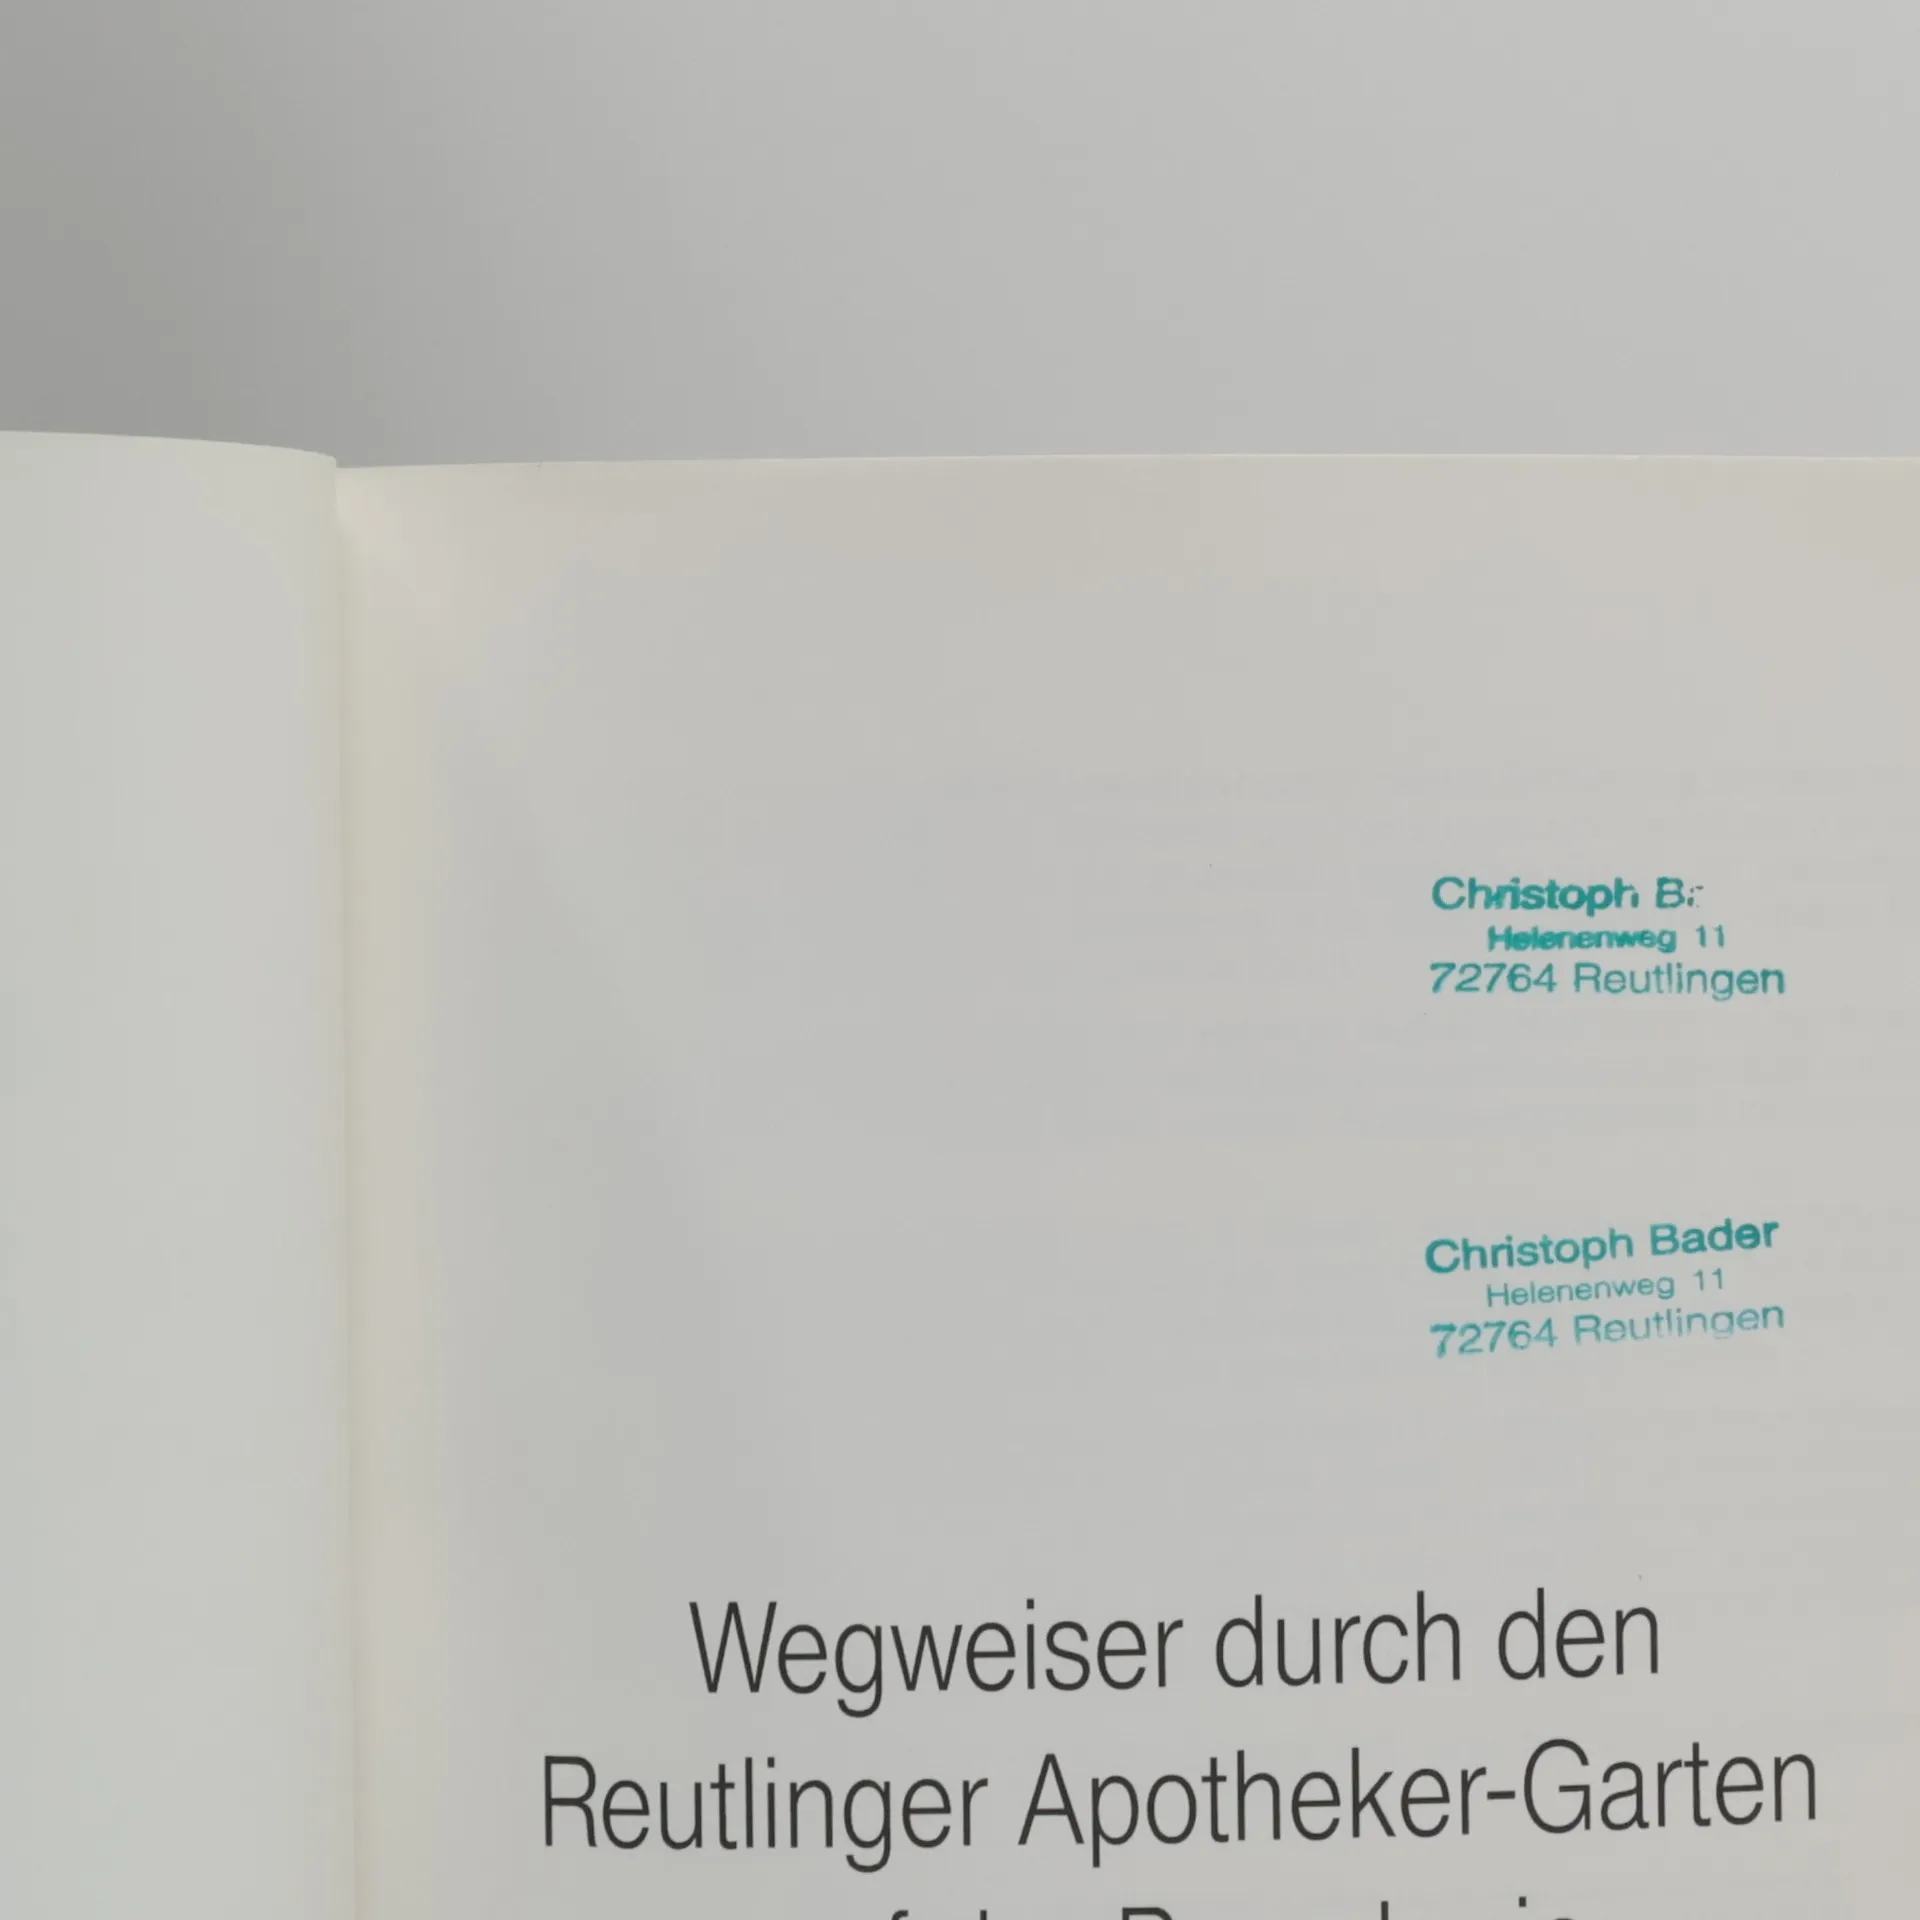 Christoph
Helenenweg 11
72764 Reutlingen
Christoph Bader
Helenenweg 11
72764 Reutlingen
Wegweiser durch den
Reutlinger Apotheker-Garten